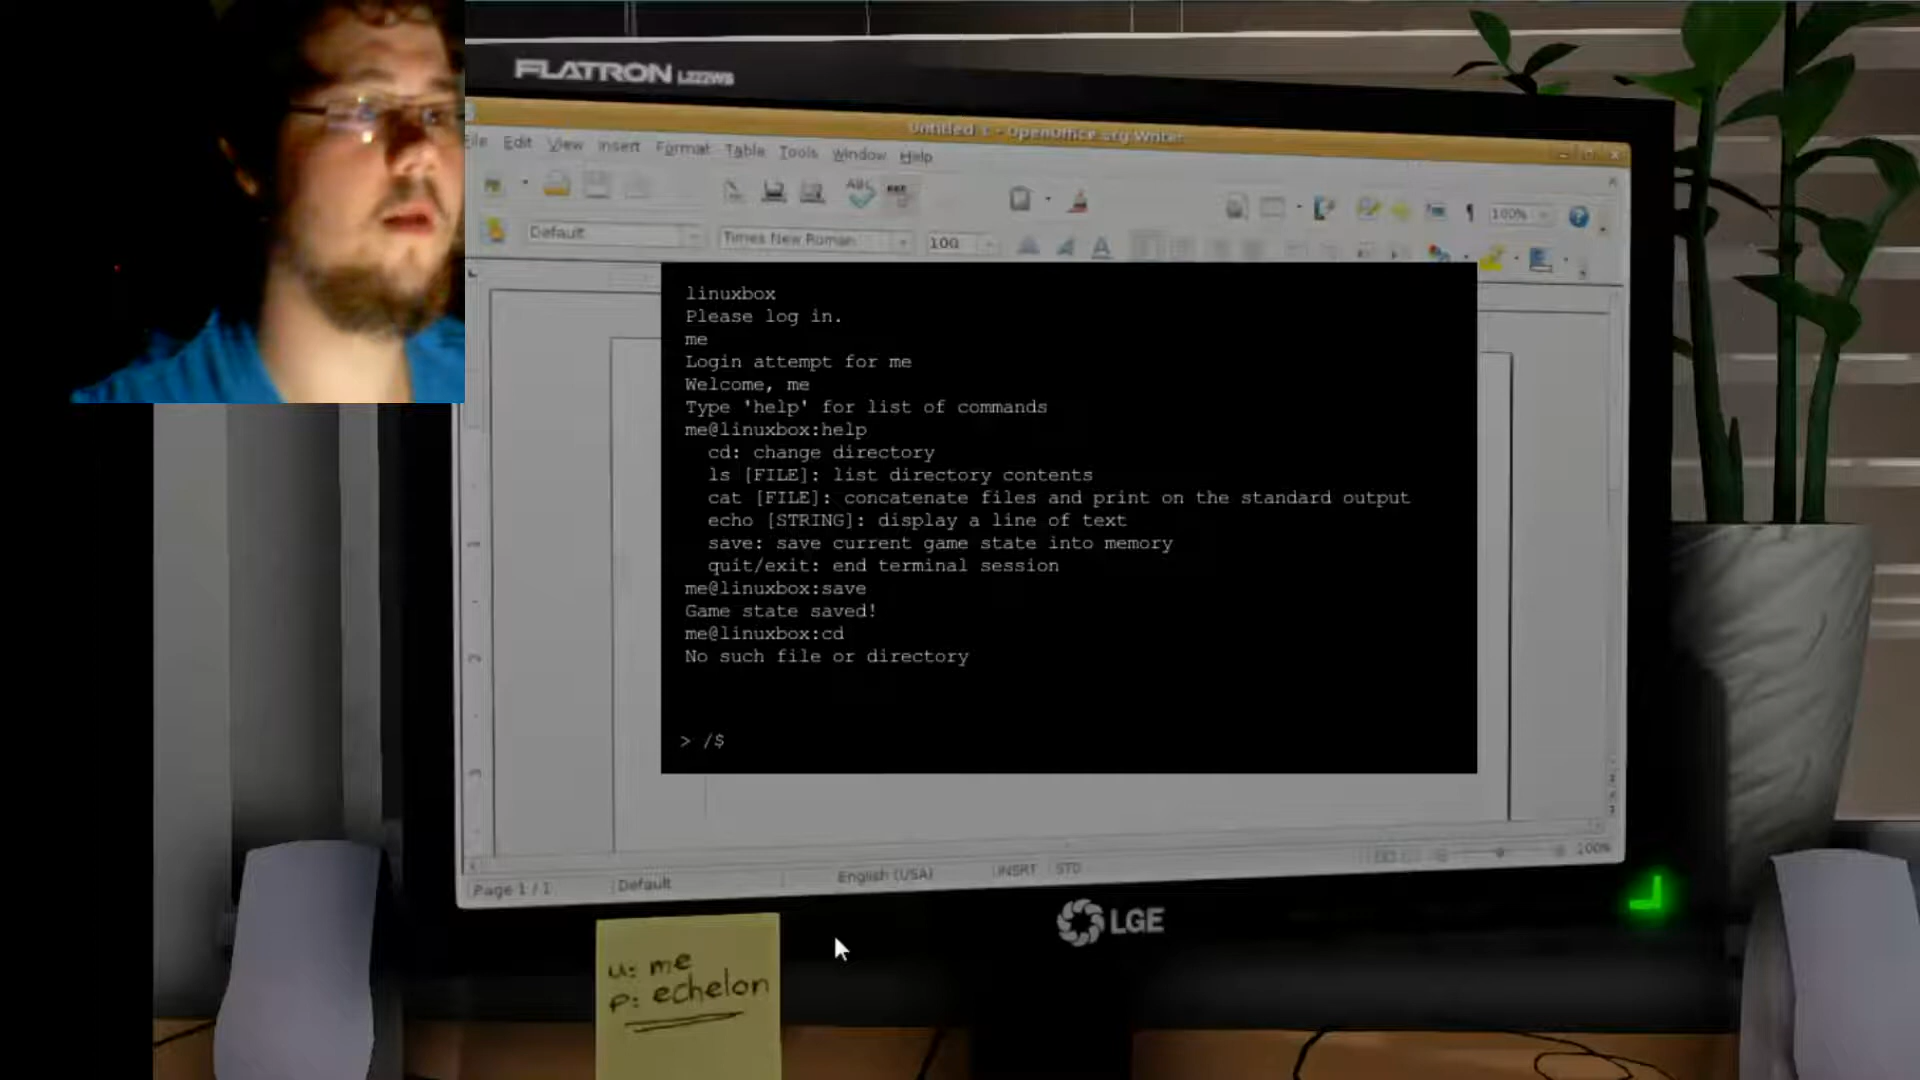 FLATRON L222WS
Untitled 1 - OpenOffice.org Writer
File Edit View Insert Format Table Tools Window Help
ABC
100%
Default Times New Roman 100
linuxbox
Please log in.
me
Login attempt for me
Welcome, me
Type 'help' for list of commands
me@linuxbox:help
cd: change directory
ls [FILE]: list directory contents
cat [FILE]: concatenate files and print on the standard output
echo [STRING]: display a line of text
save: save current game state into memory
quit/exit: end terminal session
me@linuxbox:save
Game state saved!
me@linuxbox:cd
No such file or directory
> /$
Page 1 / 1 Default English (USA) INSRT STD 100%
LGE
u: me
p: echelon